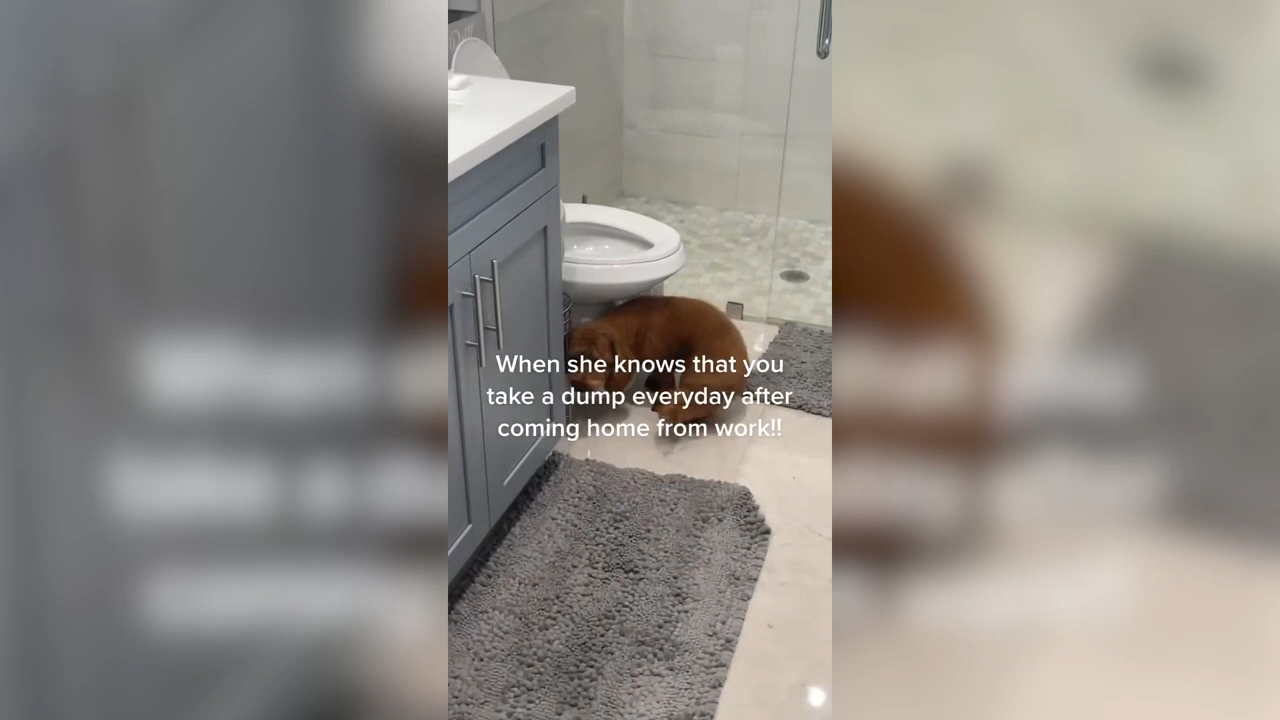 When she knows that you
take a dump everyday after
coming home from work!!